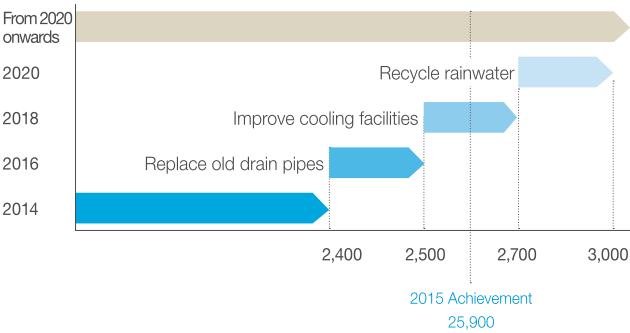 From 2020
onwards
2020
Recycle rainwater
2018
Improve cooling facilities
2016
Replace old drain pipes
2014
2,400
2,500
2,700
3,000
2015 Achievement
25,900